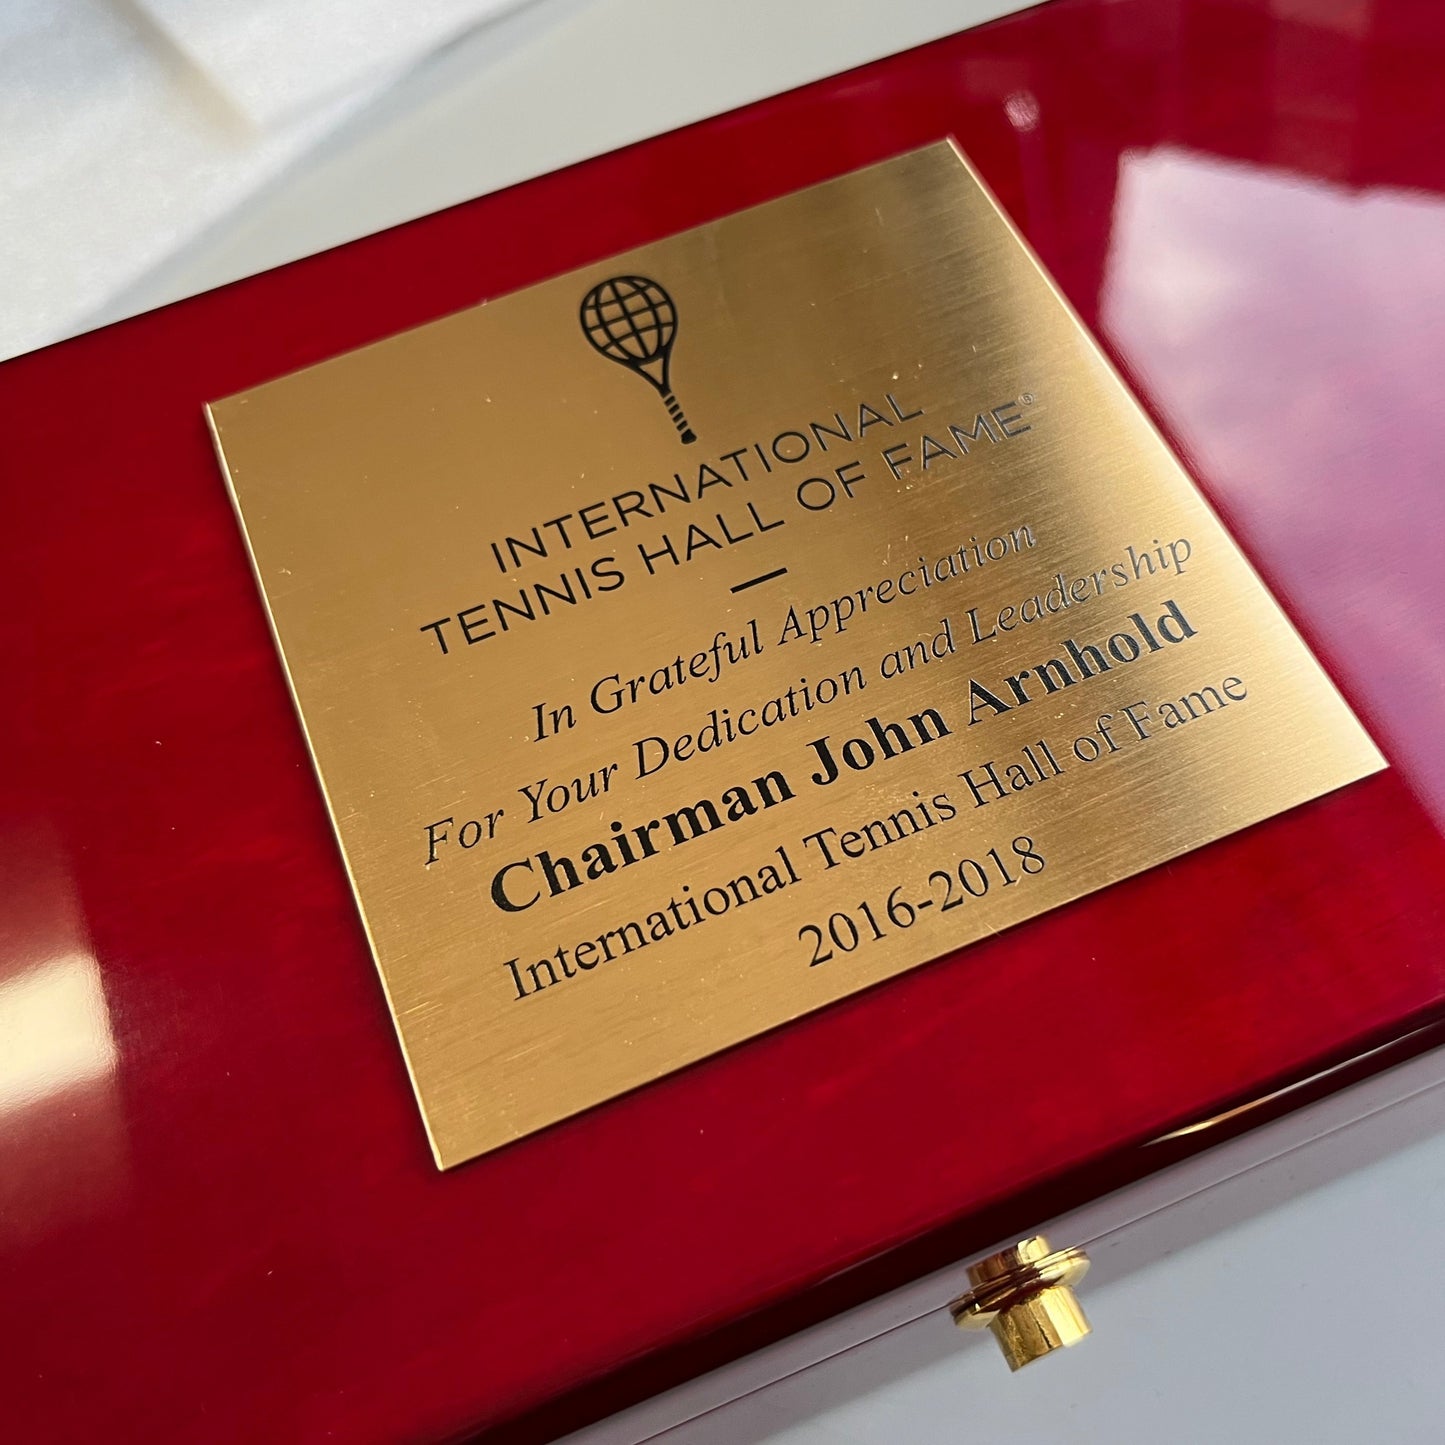 INTERNATIONAL
TENNIS HALL OF FAME®
In Grateful Appreciation
For Your Dedication and Leadership
Chairman John Arnhold
International Tennis Hall of Fame
2016-2018